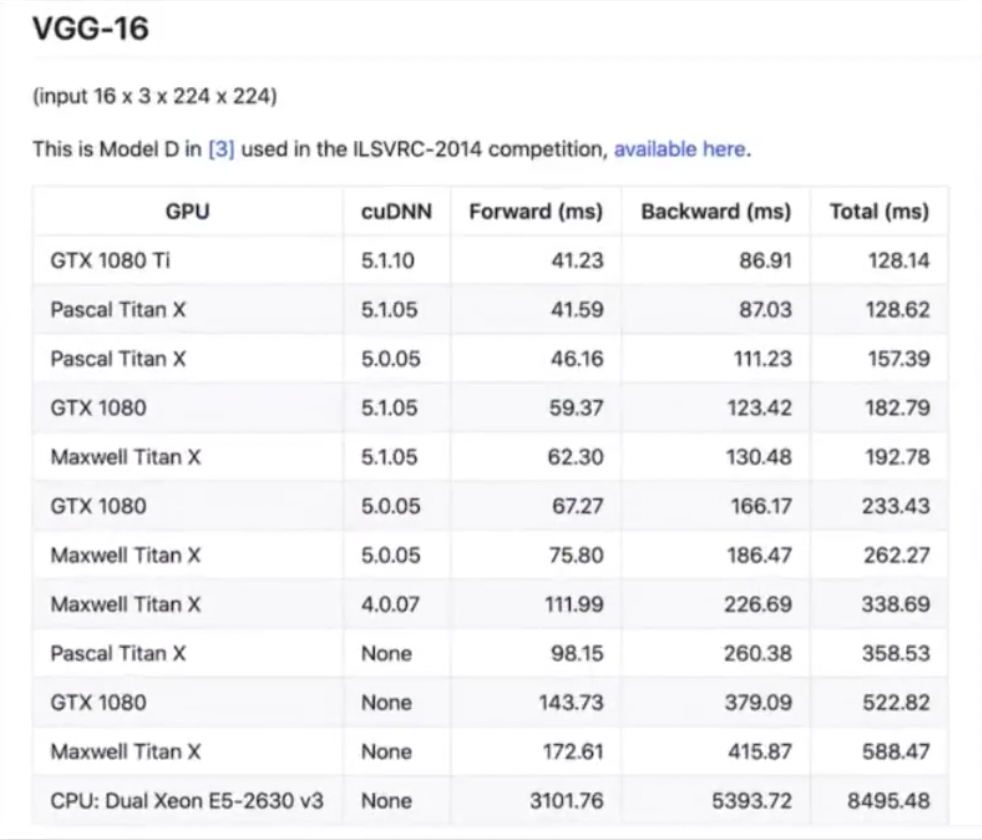 VGG-16
(input 16 x 3 x 224 x 224)
This is Model D in [3] used in the ILSVRC-2014 competition, available here.
GPU cuDNN Forward (ms) Backward (ms) Total (ms)
GTX 1080 Ti 5.1.10 41.23 86.91 128.14
Pascal Titan X 5.1.05 41.59 87.03 128.62
Pascal Titan X 5.0.05 46.16 111.23 157.39
GTX 1080 5.1.05 59.37 123.42 182.79
Maxwell Titan X 5.1.05 62.30 130.48 192.78
GTX 1080 5.0.05 67.27 166.17 233.43
Maxwell Titan X 5.0.05 75.80 186.47 262.27
Maxwell Titan X 4.0.07 111.99 226.69 338.69
Pascal Titan X None 98.15 260.38 358.53
GTX 1080 None 143.73 379.09 522.82
Maxwell Titan X None 172.61 415.87 588.47
CPU: Dual Xeon E5-2630 v3 None 3101.76 5393.72 8495.48